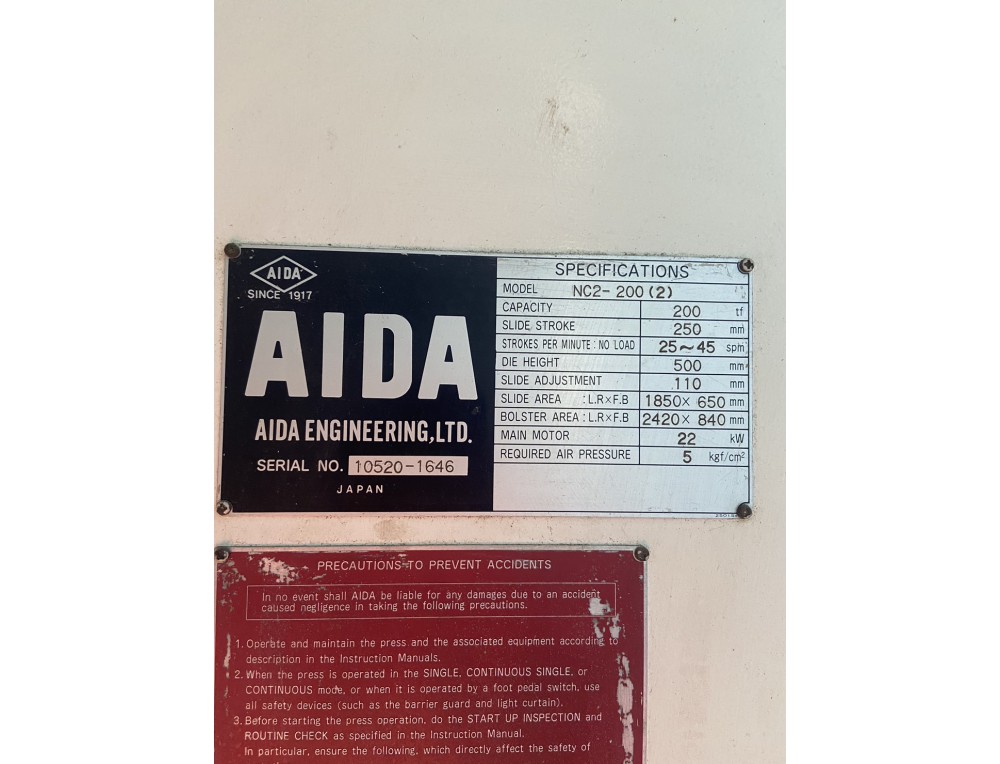 AIDA
SINCE 1917
AIDA
AIDA ENGINEERING,LTD.
SERIAL NO. 10520-1646
JAPAN
SPECIFICATIONS
MODEL NC2-200(2)
CAPACITY 200 tf
SLIDE STROKE 250 mm
STROKES PER MINUTE: NO LOAD 25~45 spm
DIE HEIGHT 500 mm
SLIDE ADJUSTMENT 110 mm
SLIDE AREA : L.R×F.B 1850× 650 mm
BOLSTER AREA : L.R×F.B 2420× 840 mm
MAIN MOTOR 22 kW
REQUIRED AIR PRESSURE 5 kgf/cm²
PRECAUTIONS TO PREVENT ACCIDENTS
In no event shall AIDA be liable for any damages due to an accident
caused negligence in taking the following precautions.
1. Operate and maintain the press and the associated equipment according to
description in the Instruction Manuals.
2. When the press is operated in the SINGLE, CONTINUOUS SINGLE, or
CONTINUOUS mode, or when it is operated by a foot pedal switch, use
all safety devices (such as the barrier guard and light curtain).
3. Before starting the press operation, do the START UP INSPECTION and
ROUTINE CHECK as specified in the Instruction Manual.
In particular, ensure the following, which directly affect the safety of